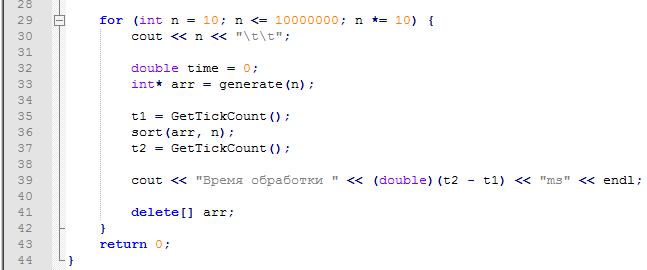 28
29 for (int n = 10; n <= 10000000; n *= 10) {
30 cout << n << "\t\t";
31
32 double time = 0;
33 int* arr = generate(n);
34
35 t1 = GetTickCount();
36 sort(arr, n);
37 t2 = GetTickCount();
38
39 cout << "Время обработки " << (double)(t2 - t1) << "ms" << endl;
40
41 delete[] arr;
42 }
43 return 0;
44 }